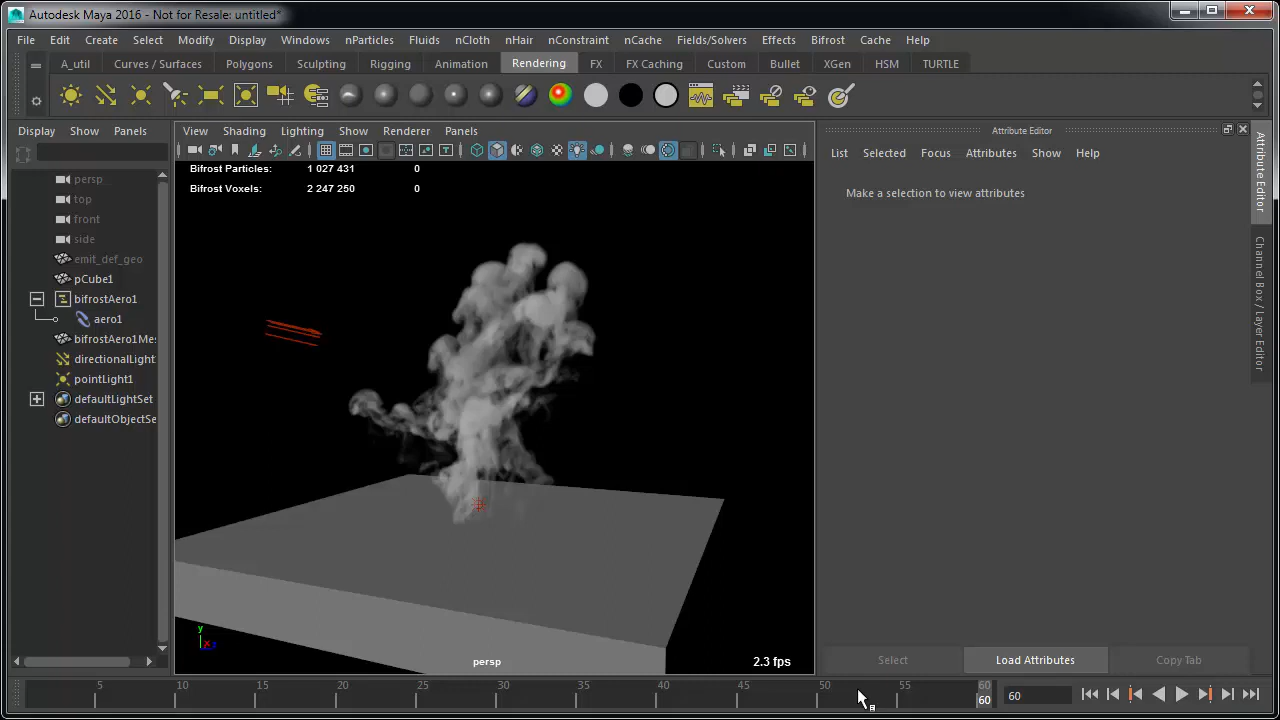 Autodesk Maya 2016 - Not for Resale: untitled*
File Edit Create Select Modify Display Windows nParticles Fluids nCloth nHair nConstraint nCache Fields/Solvers Effects Bifrost Cache Help
A_util Curves / Surfaces Polygons Sculpting Rigging Animation Rendering FX FX Caching Custom Bullet XGen HSM TURTLE
Display Show Panels
View Shading Lighting Show Renderer Panels
Attribute Editor
List Selected Focus Attributes Show Help
Make a selection to view attributes
Bifrost Particles: 1 027 431 0
Bifrost Voxels: 2 247 250 0
persp
top
front
side
emit_def_geo
pCube1
bifrostAero1
aero1
bifrostAero1Mes
directionalLight
pointLight1
defaultLightSet
defaultObjectSe
Attribute Editor
Channel Box / Layer Editor
y
x
z
persp
2.3 fps
Select Load Attributes Copy Tab
5 10 15 20 25 30 35 40 45 50 55 60
60
60